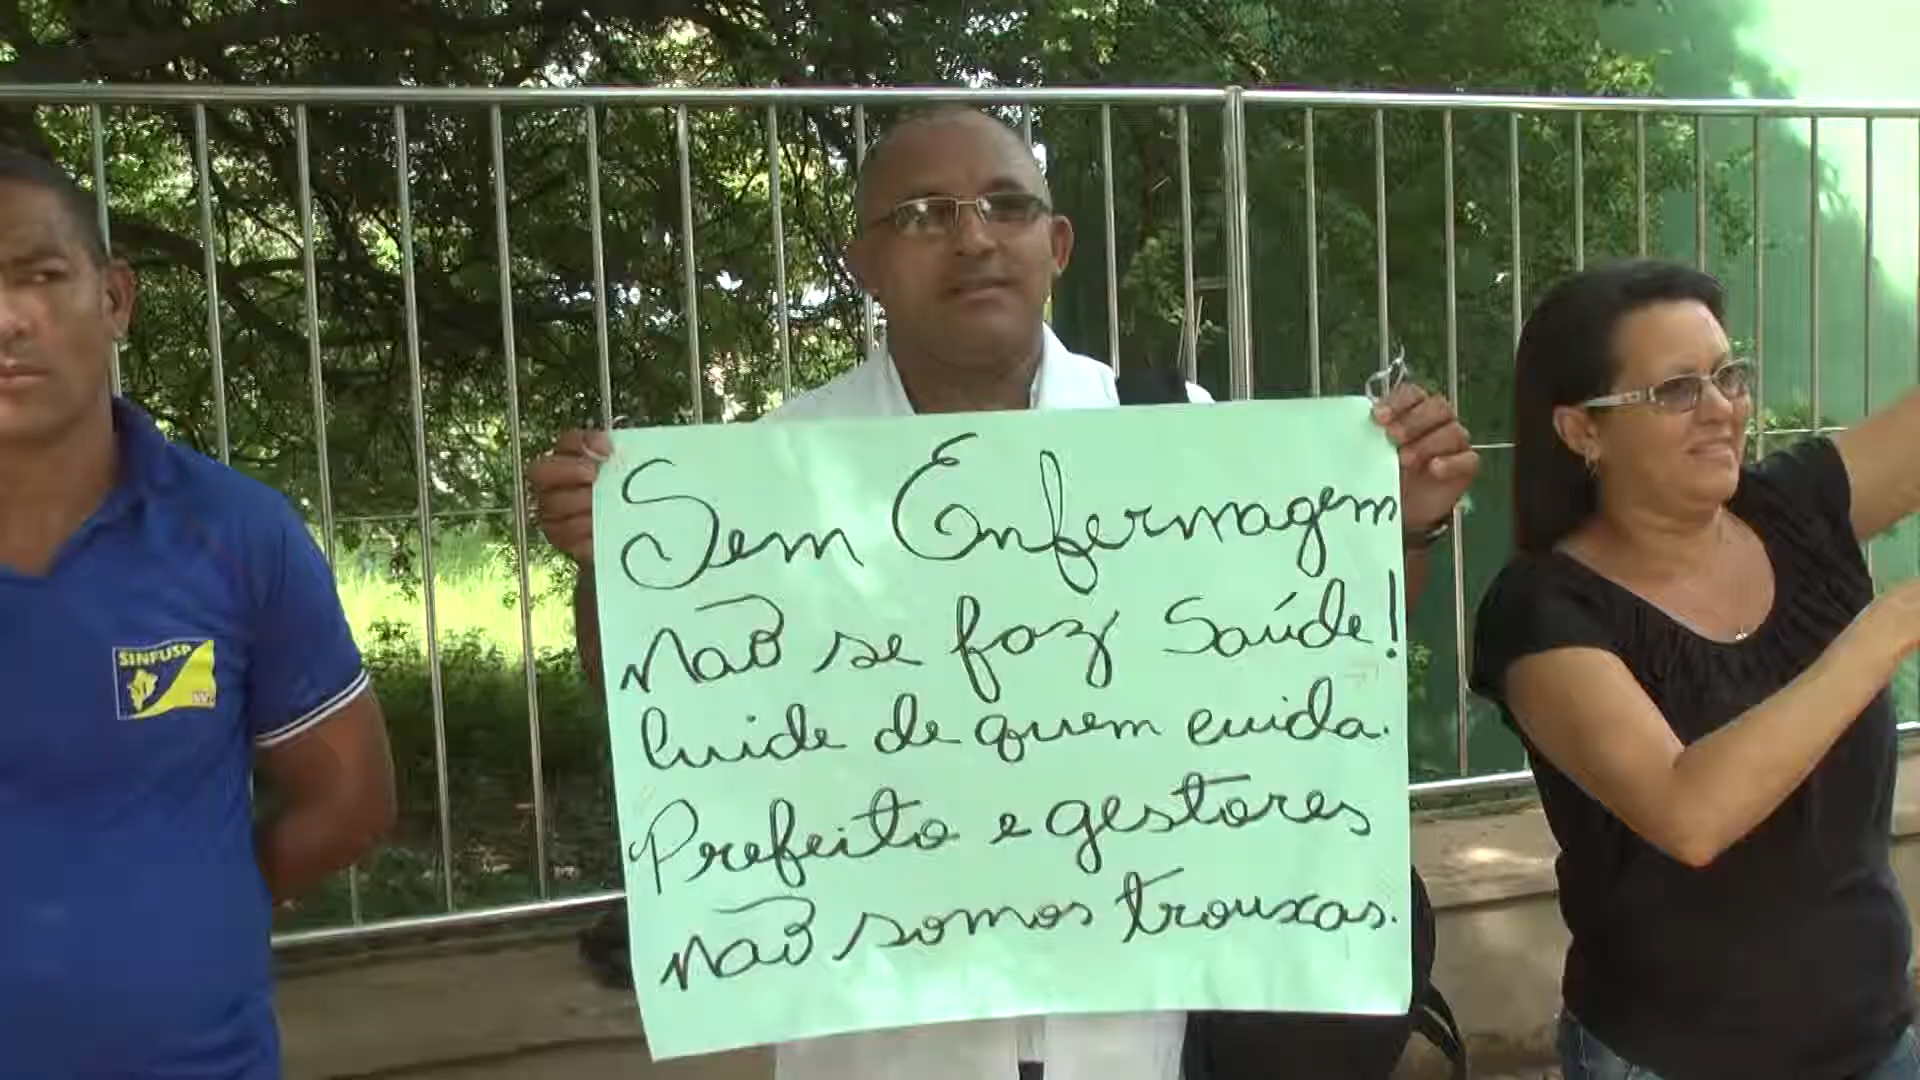 Sem Enfermagem
não se faz Saúde!
Cuide de quem cuida.
Prefeito e gestores
não somos trouxas.
SINFUSP